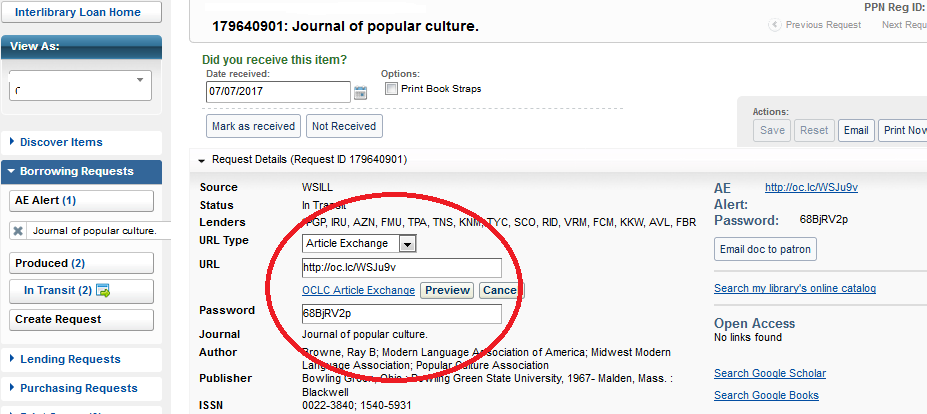 Interlibrary Loan Home
View As:
Discover Items
Borrowing Requests
AE Alert (1)
Journal of popular culture.
Produced (2)
In Transit (2)
Create Request
Lending Requests
Purchasing Requests
PPN Reg ID:
179640901: Journal of popular culture.
Previous Request Next Requ
Did you receive this item?
Date received: Options:
07/07/2017 Print Book Straps
Mark as received Not Received
Actions:
Save Reset Email Print Now
Request Details (Request ID 179640901)
Source WSILL
Status In Transit
Lenders PGP, IRU, AZN, FMU, TPA, TNS, KNM, TYC, SCO, RID, VRM, FCM, KKW, AVL, FBR
URL Type Article Exchange
URL http://oc.lc/WSJu9v
OCLC Article Exchange Preview Cancel
Password 68BjRV2p
Journal Journal of popular culture.
Author Browne, Ray B; Modern Language Association of America; Midwest Modern
Language Association; Popular Culture Association
Publisher Bowling Green, Ohio : Bowling Green State University, 1967- Malden, Mass. :
Blackwell
ISSN 0022-3840; 1540-5931
AE http://oc.lc/WSJu9v
Alert:
Password: 68BjRV2p
Email doc to patron
Search my library's online catalog
Open Access
No links found
Search Google Scholar
Search Google Books